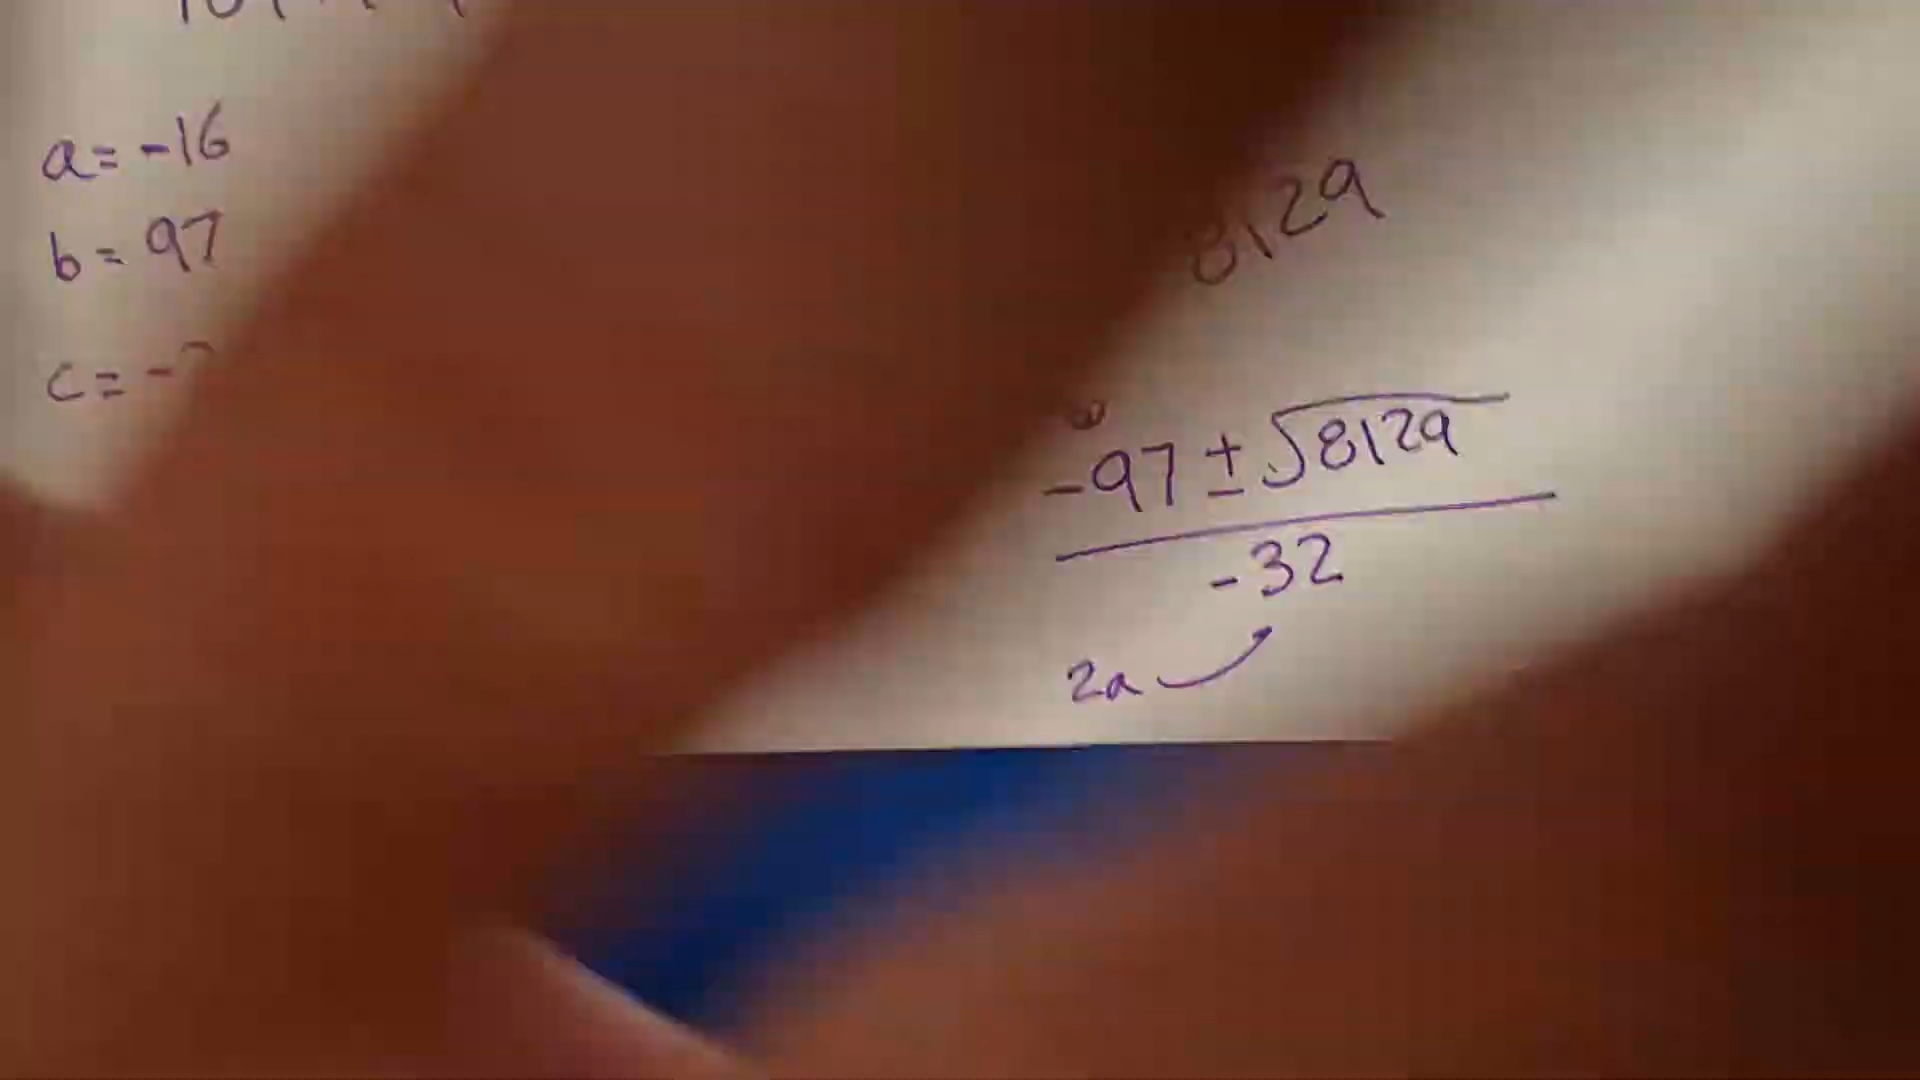 a = -16
b = 97
c = -
8129
-97 ± √8129
-32
2a